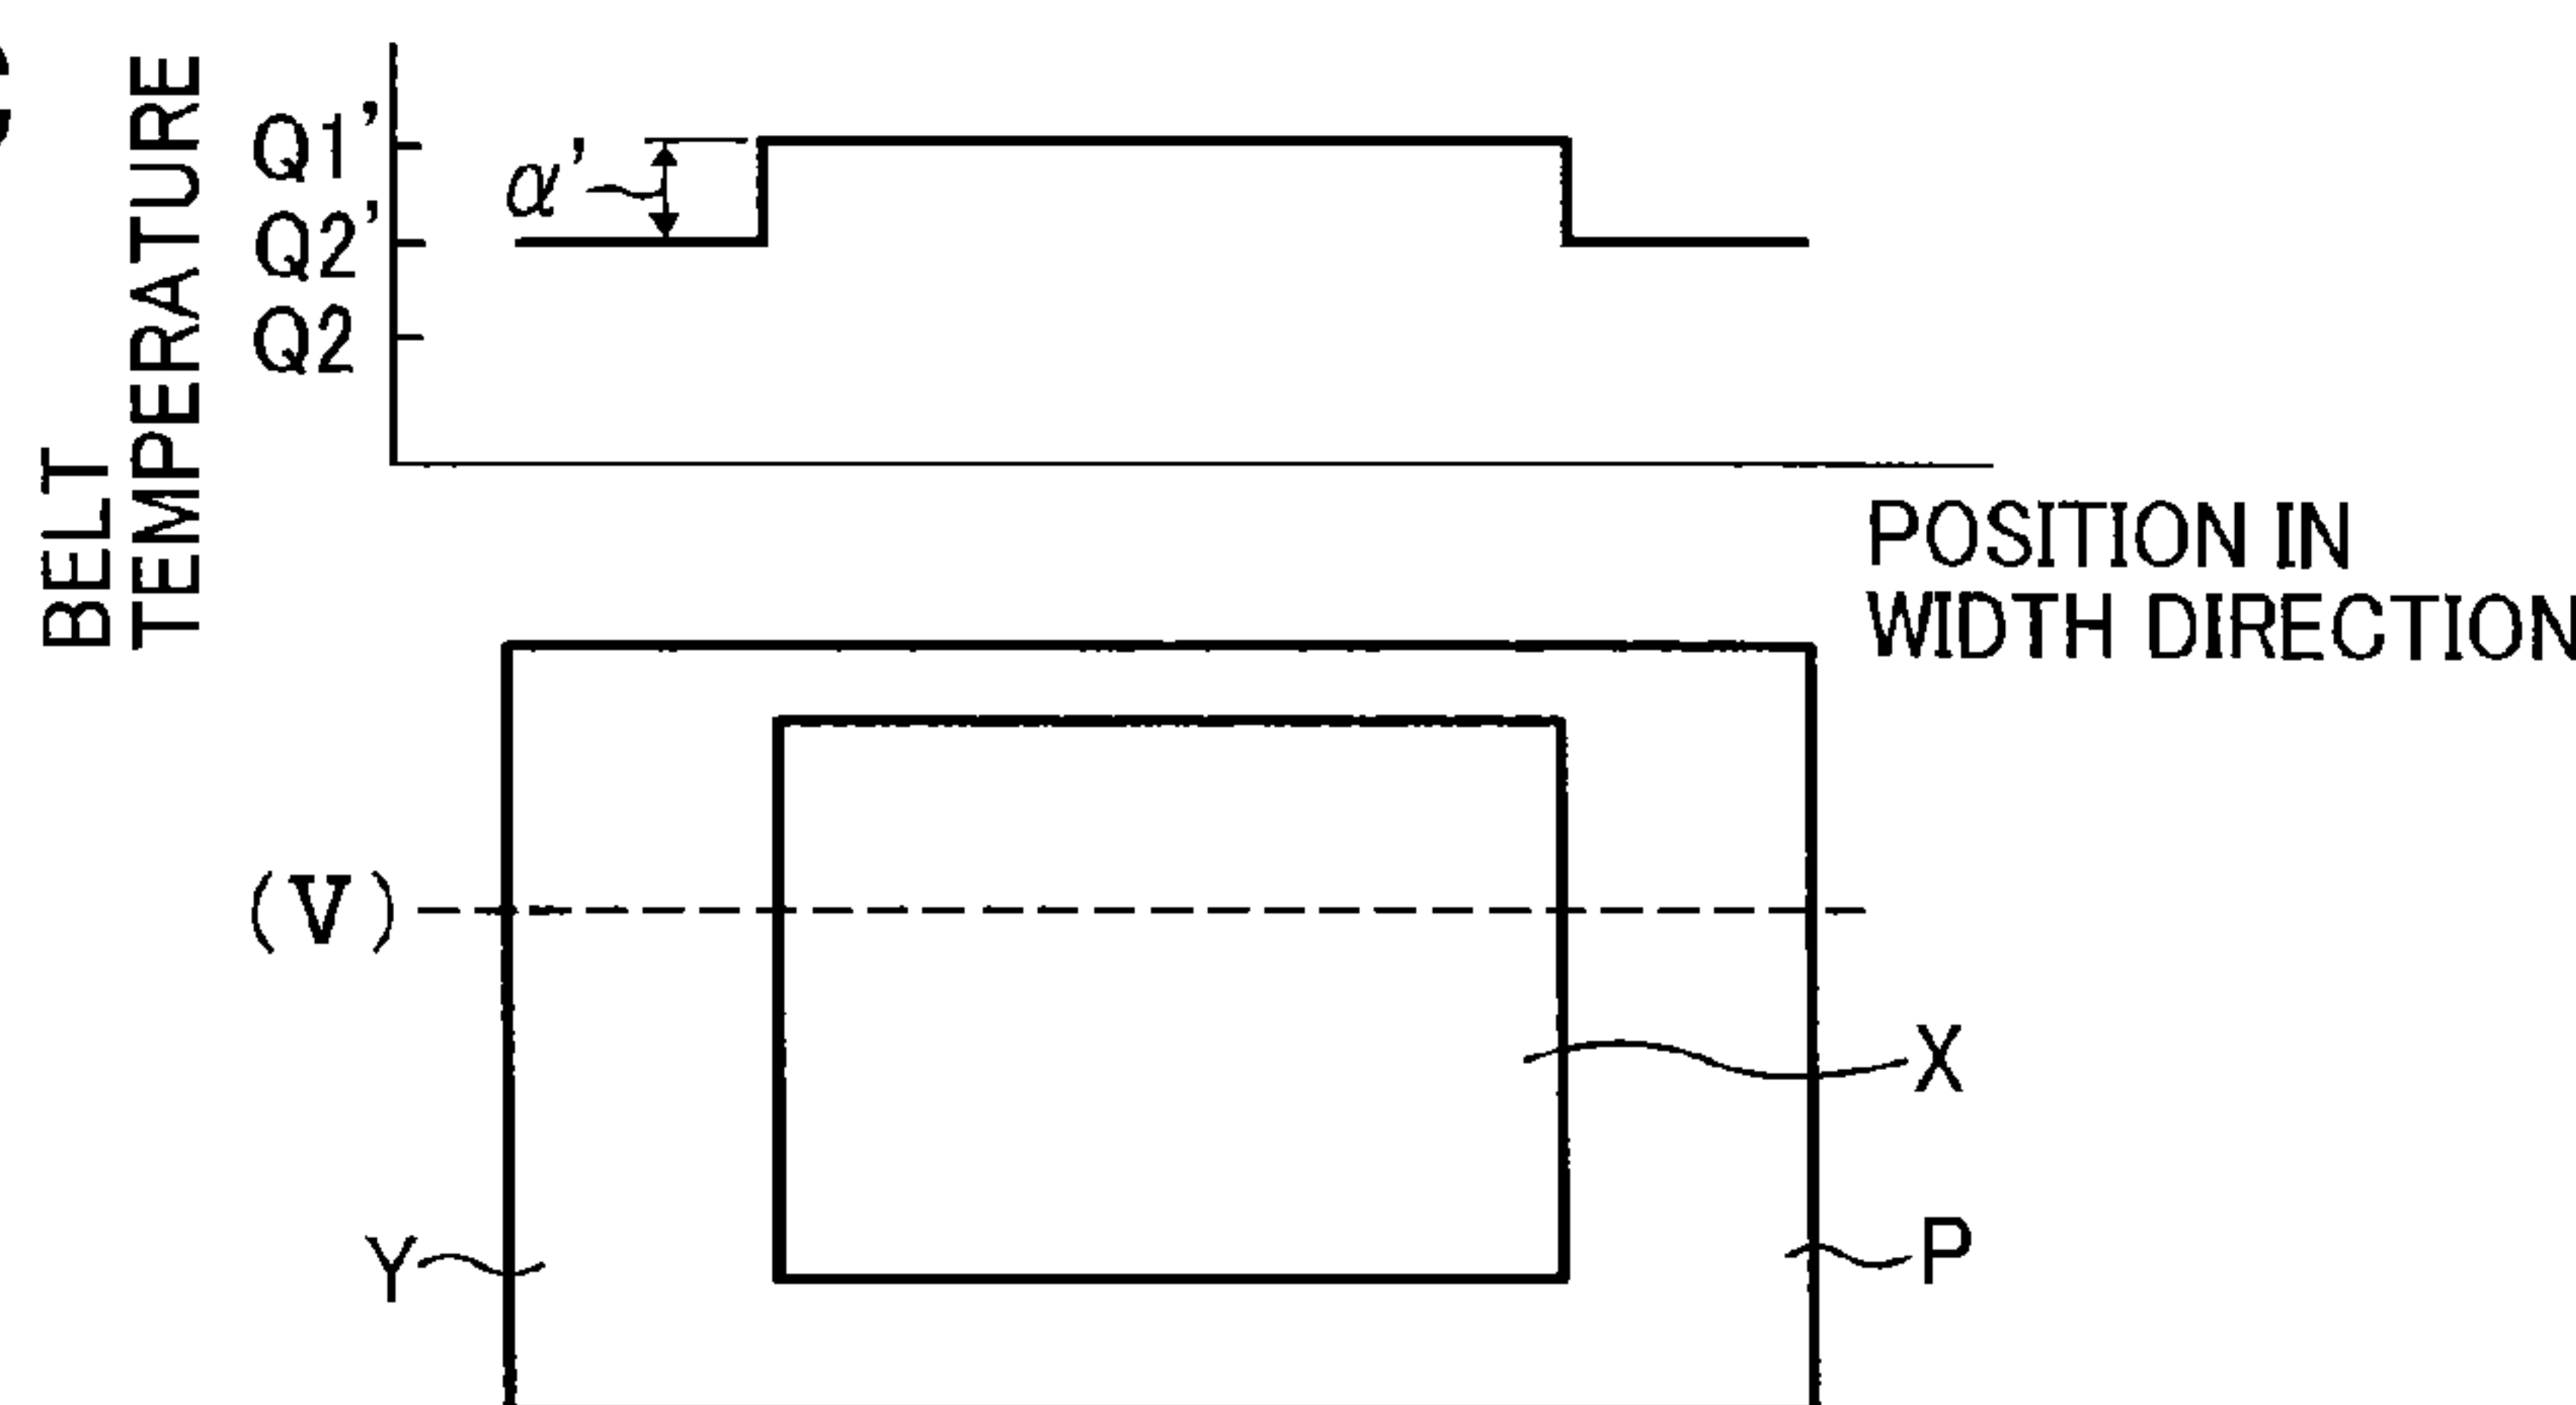 BELT
TEMPERATURE
Q1'
α'
Q2'
Q2
POSITION IN
WIDTH DIRECTION
(V)
X
Y
P